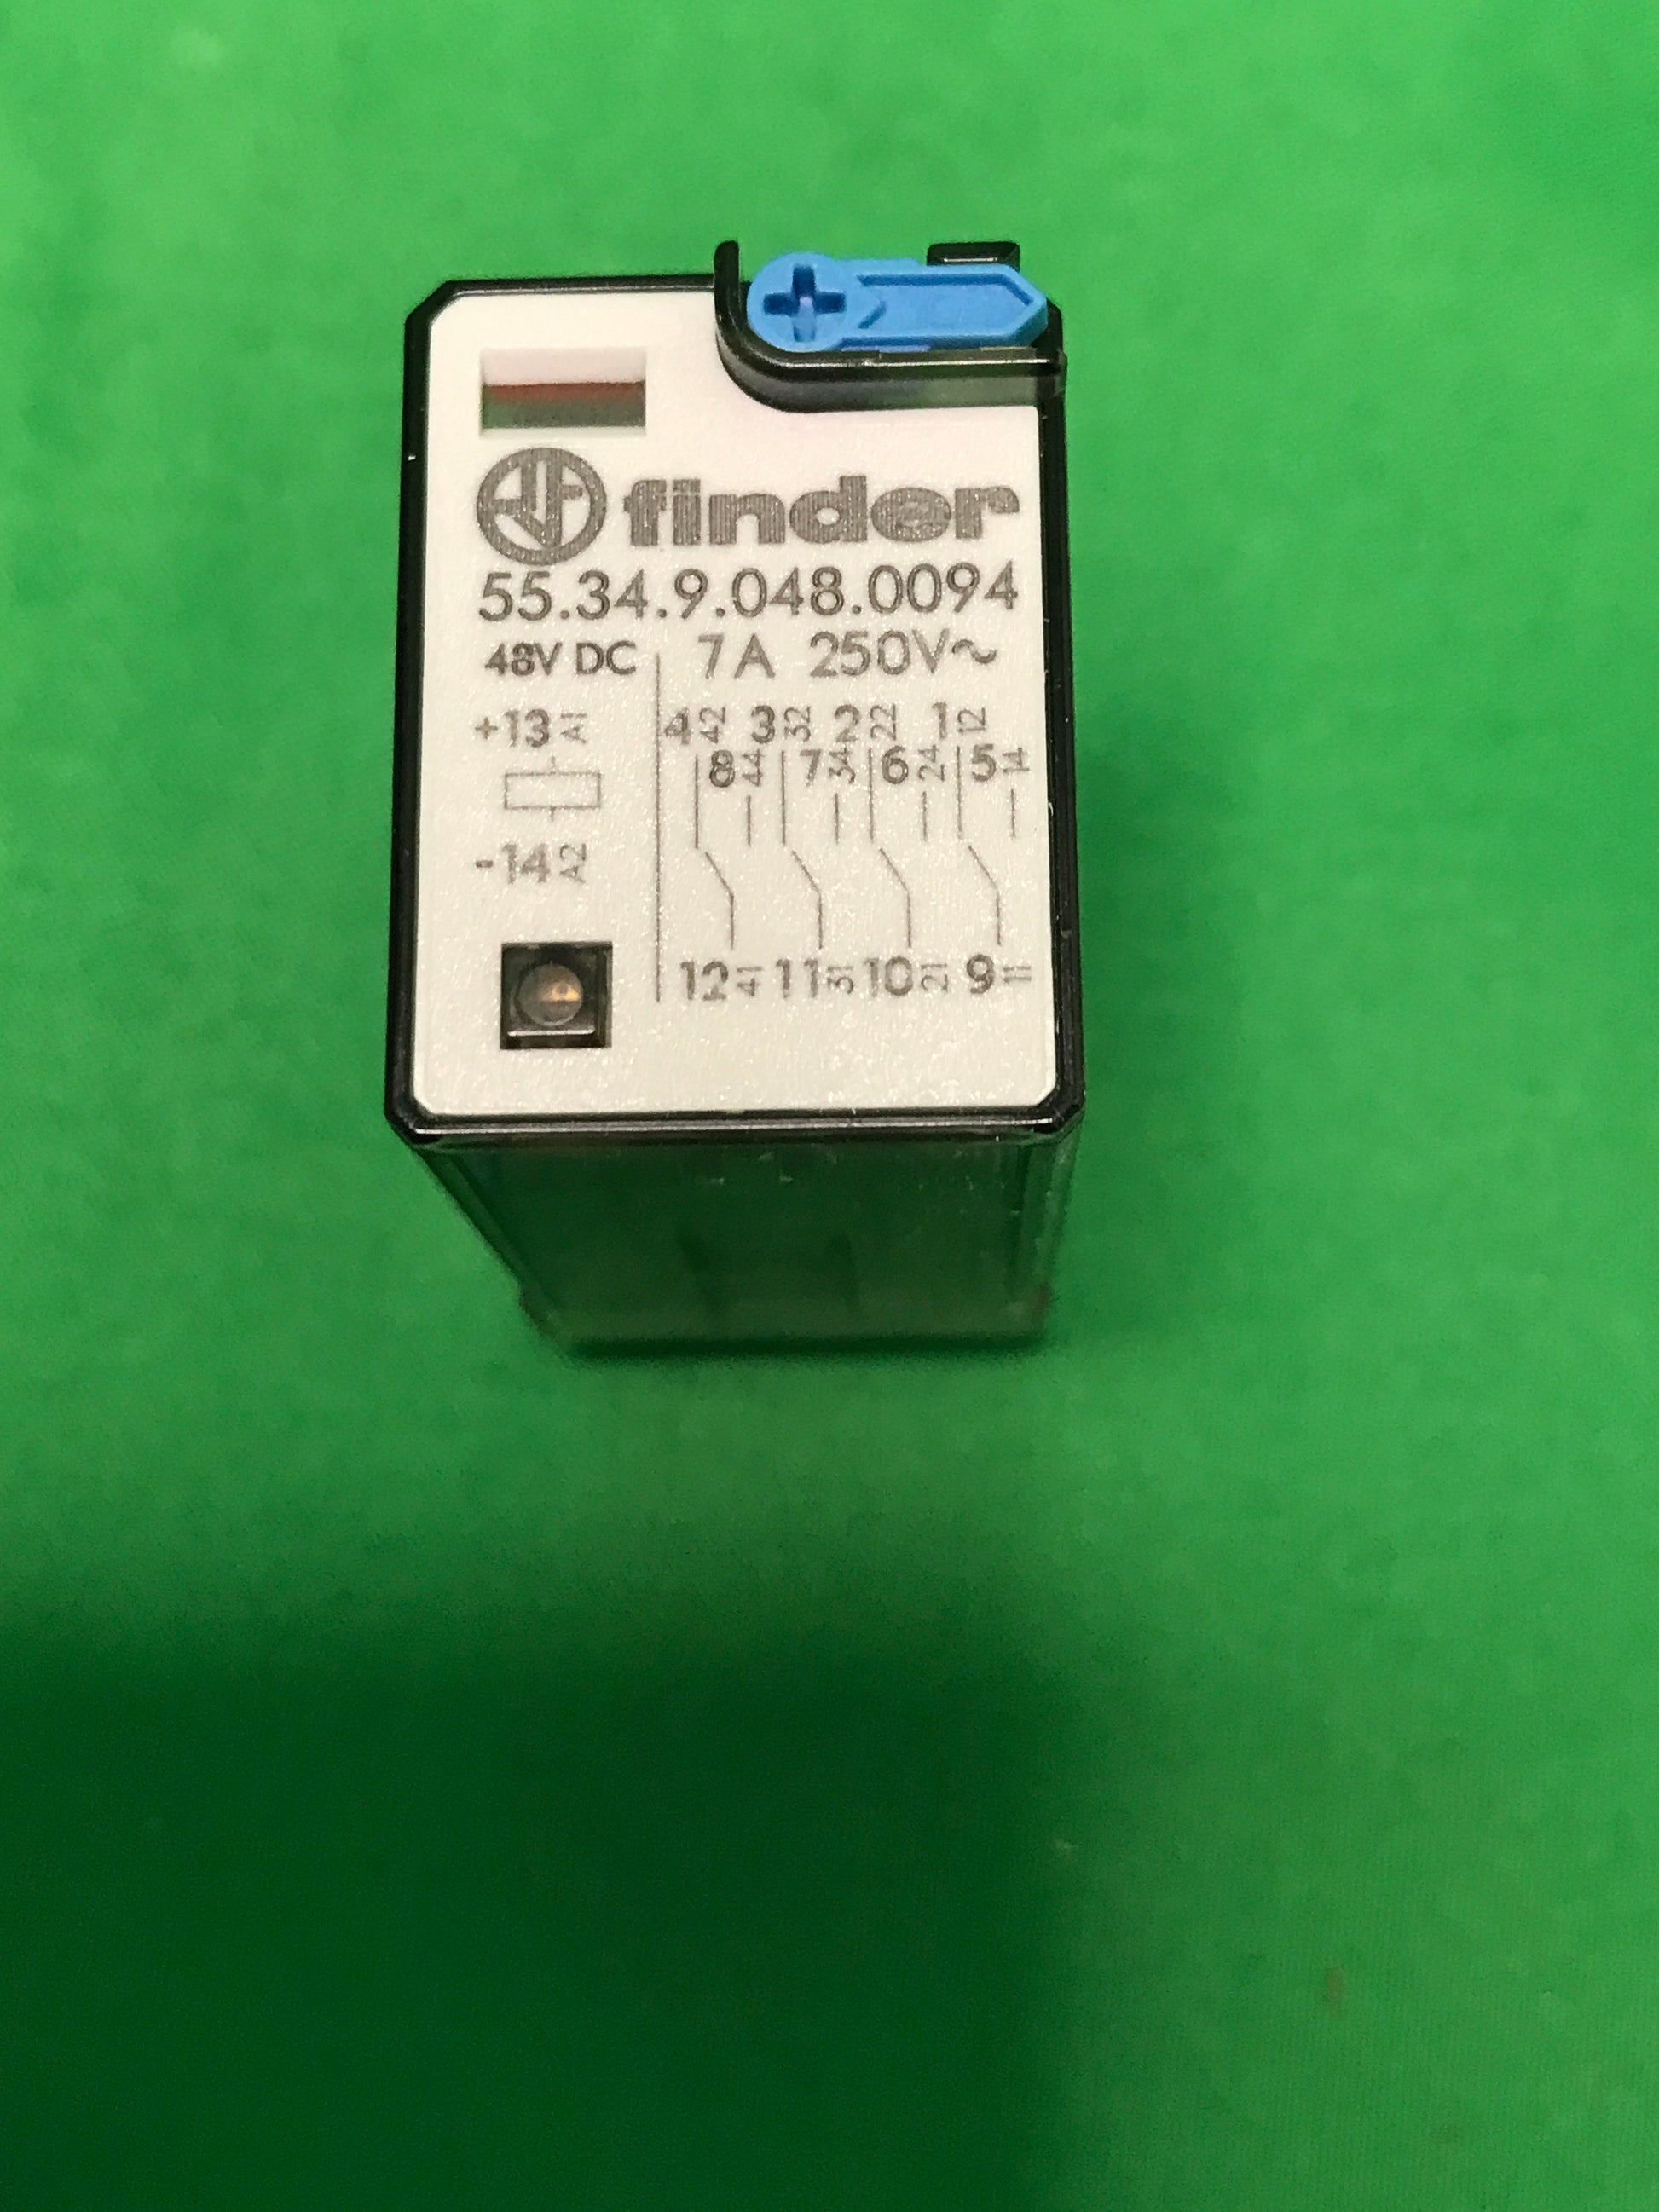 finder
55.34.9.048.0094
48V DC 7A 250V~
+13 A1 4 42 3 32 2 22 1 12
8 44 7 34 6 24 5 14
-14 A2
12 41 11 31 10 21 9 11